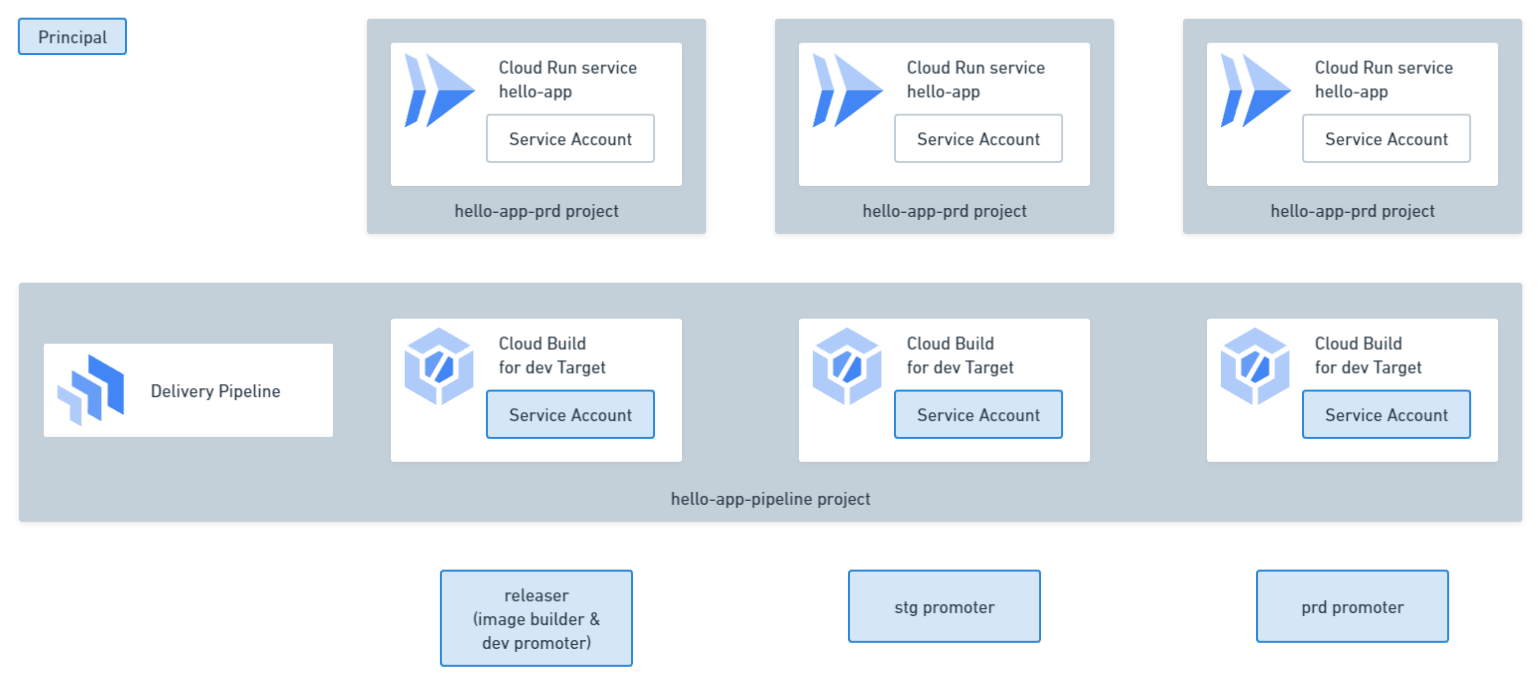 Principal
Cloud Run service
hello-app
Service Account
hello-app-prd project
Cloud Run service
hello-app
Service Account
hello-app-prd project
Cloud Run service
hello-app
Service Account
hello-app-prd project
Delivery Pipeline
Cloud Build
for dev Target
Service Account
Cloud Build
for dev Target
Service Account
Cloud Build
for dev Target
Service Account
hello-app-pipeline project
releaser
(image builder &
dev promoter)
stg promoter
prd promoter